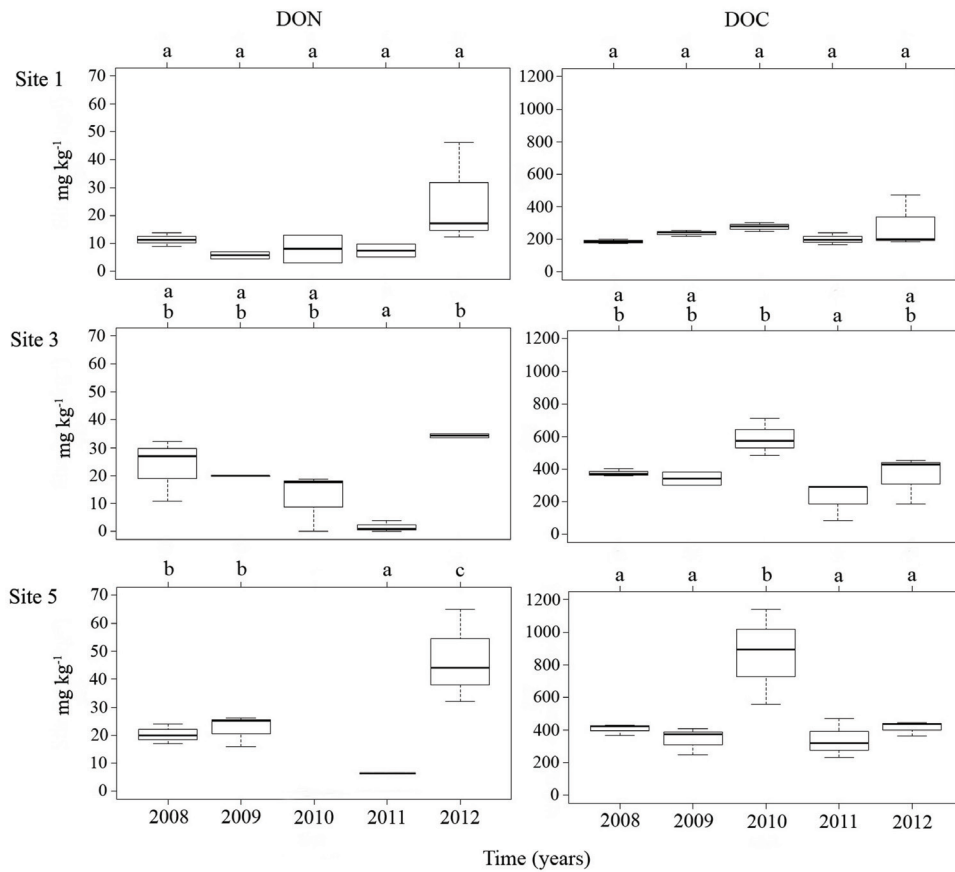 DON DOC
a a a a a a a a a a
Site 1
70 1200
60
1000
50
800
40
600
30
20 400
10 200
0 0
mg kg-1
a a a a a a
b b b a b b b b a b
Site 3
70 1200
60 1000
50
800
40
600
30
400
20
10 200
0 0
mg kg-1
b b a c a a b a a
Site 5
70 1200
60
1000
50
800
40
600
30
20 400
10 200
0 0
mg kg-1
2008 2009 2010 2011 2012 2008 2009 2010 2011 2012
Time (years)